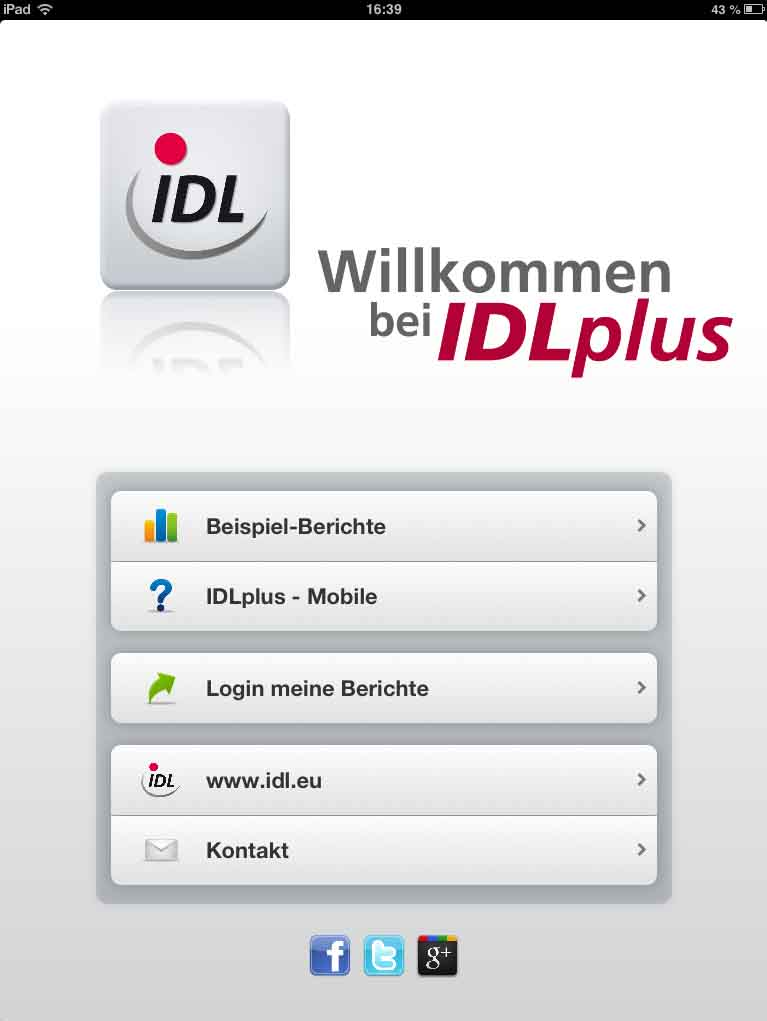 iPad 16:39 43 %
IDL
Willkommen
bei IDLplus
Beispiel-Berichte
IDLplus - Mobile
Login meine Berichte
IDL www.idl.eu
Kontakt
f t g+